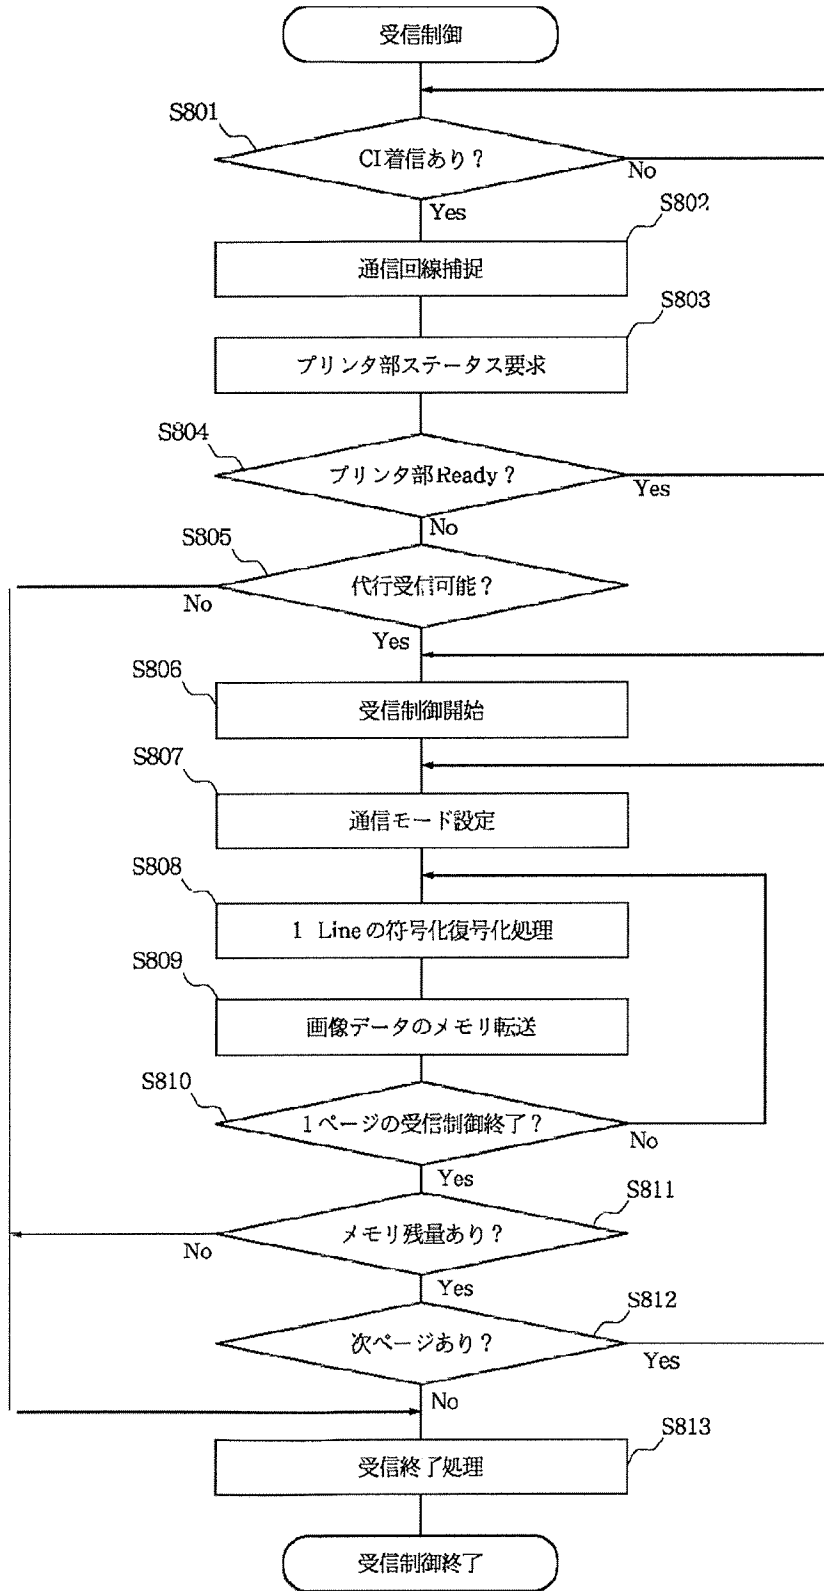 受信制御
S801
CI着信あり?
No
Yes
S802
通信回線捕捉
S803
プリンタ部ステータス要求
S804
プリンタ部Ready?
Yes
No
S805
代行受信可能?
No
Yes
S806
受信制御開始
S807
通信モード設定
S808
1 Lineの符号化復号化処理
S809
画像データのメモリ転送
S810
1ページの受信制御終了?
No
Yes
S811
メモリ残量あり?
No
Yes
S812
次ページあり?
Yes
No
S813
受信終了処理
受信制御終了